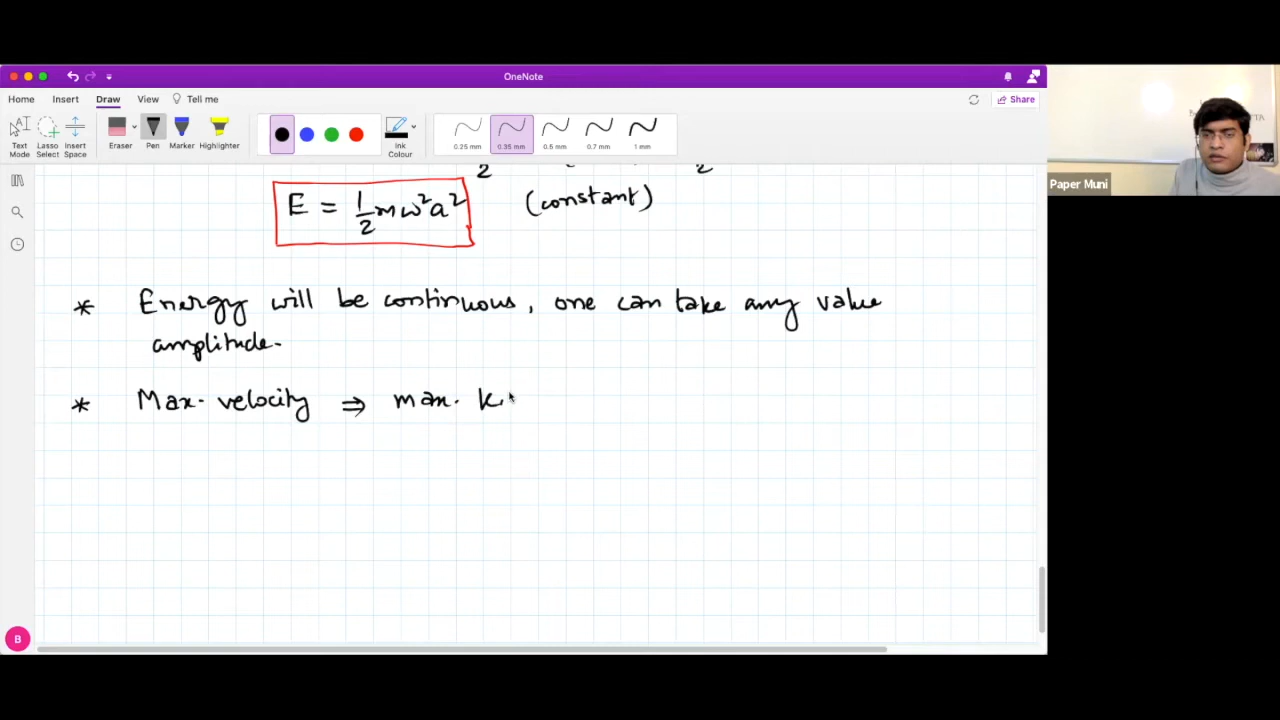 OneNote
Home Insert Draw View Tell me Share
Text Mode Lasso Select Insert Space Eraser Pen Marker Highlighter Ink Colour 0.25 mm 0.35 mm 0.5 mm 0.7 mm 1 mm
Paper Muni
2 2
E = 1/2 mω²a² (constant)
* Energy will be continuous, one can take any value
amplitude.
* Max. velocity ⇒ max. K.
B